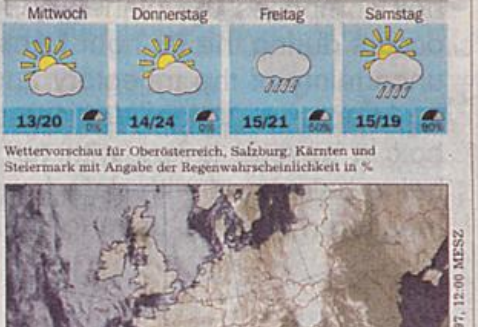 Mittwoch Donnerstag Freitag Samstag
13/20 0% 14/24 0% 15/21 50% 15/19 80%
Wettervorschau für Oberösterreich, Salzburg, Kärnten und
Steiermark mit Angabe der Regenwahrscheinlichkeit in %
7, 12:00 MESZ